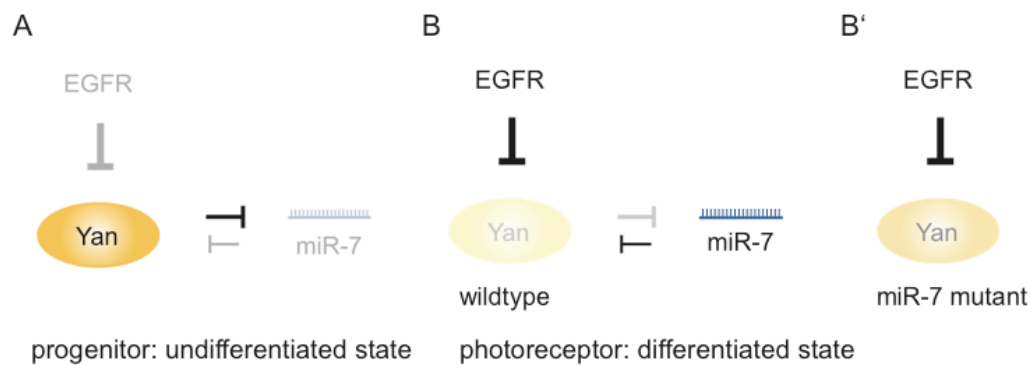 A
B
B‘
EGFR
EGFR
EGFR
Yan
miR-7
Yan
miR-7
Yan
wildtype
miR-7 mutant
progenitor: undifferentiated state
photoreceptor: differentiated state